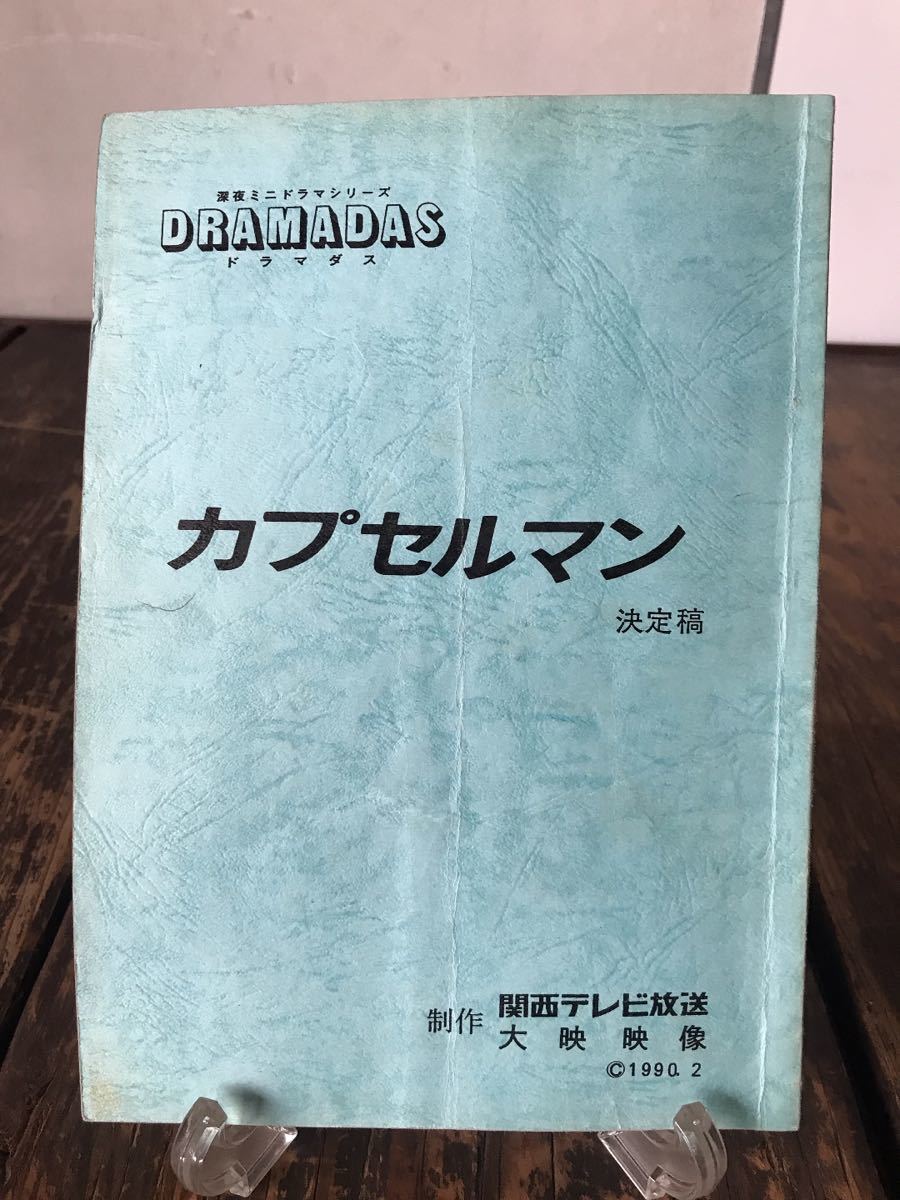 深夜ミニドラマシリーズ
DRAMADAS
ドラマダス
カプセルマン
決定稿
制作 関西テレビ放送
大映映像
©1990.2